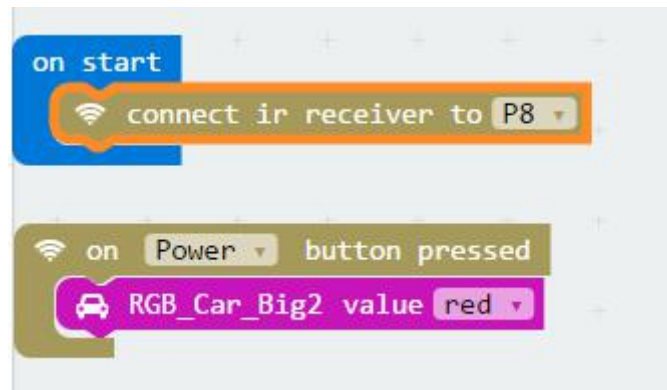 on start
connect ir receiver to P8
on Power button pressed
RGB_Car_Big2 value red